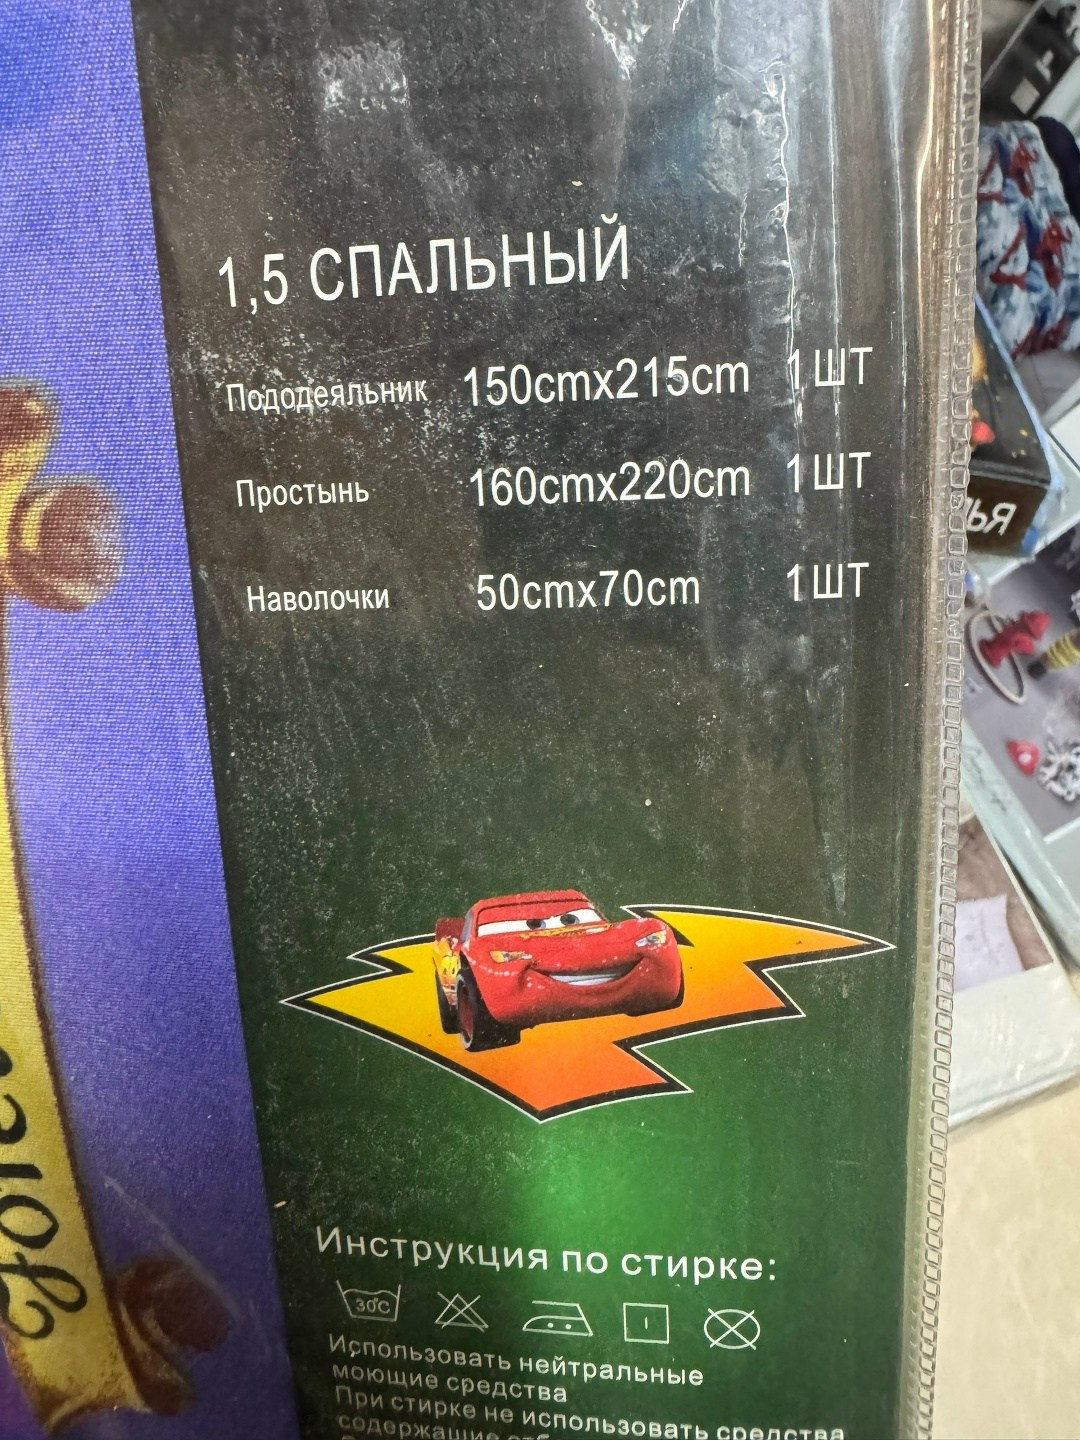 1,5 СПАЛЬНЫЙ
Пододеяльник 150cmx215cm 1 ШТ
Простынь 160cmx220cm 1 ШТ
Наволочки 50cmx70cm 1 ШТ
Инструкция по стирке:
30°C
Использовать нейтральные
моющие средства
При стирке не использовать средства
содержащие